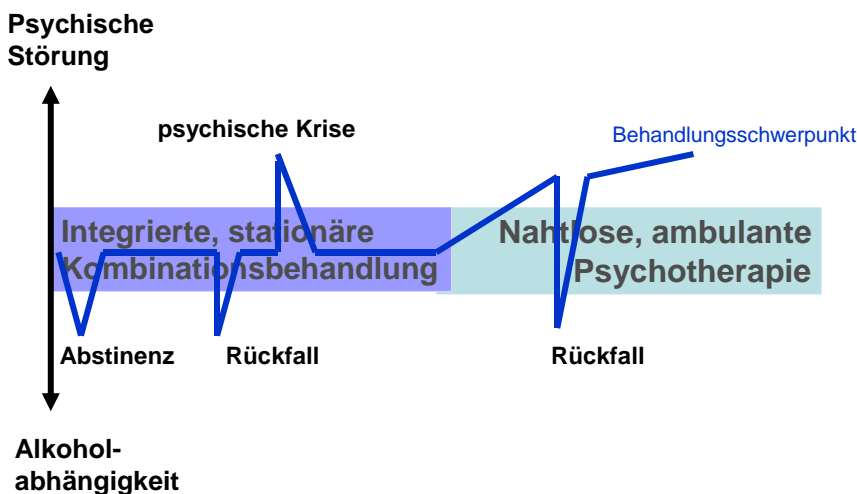 Psychische
Störung
psychische Krise
Behandlungsschwerpunkt
Integrierte, stationäre
Kombinationsbehandlung
Nahtlose, ambulante
Psychotherapie
Abstinenz
Rückfall
Rückfall
Alkohol-
abhängigkeit